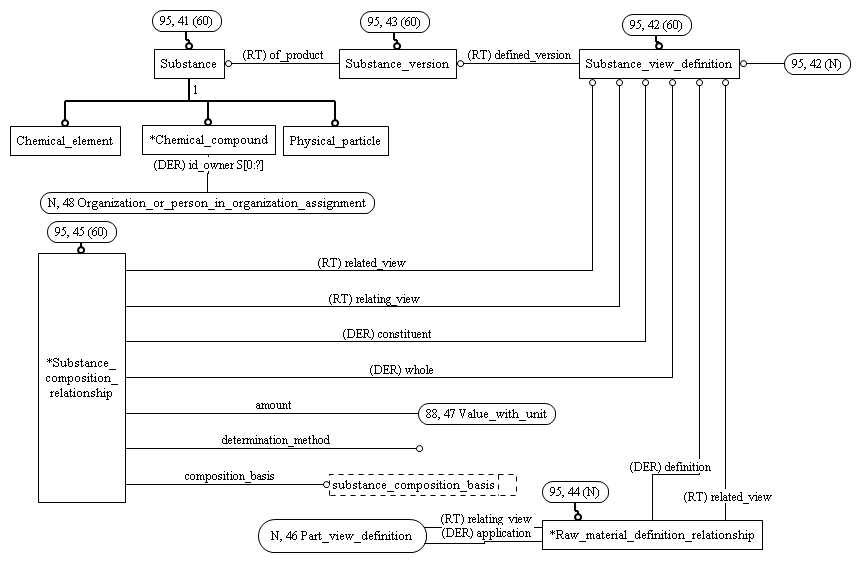 95, 41 (60)
95, 43 (60)
95, 42 (60)
Substance
(RT) of_product
Substance_version
(RT) defined_version
Substance_view_definition
95, 42 (N)
1
Chemical_element
*Chemical_compound
Physical_particle
(DER) id_owner S[0:?]
N, 48 Organization_or_person_in_organization_assignment
95, 45 (60)
(RT) related_view
(RT) relating_view
(DER) constituent
*Substance_
composition_
relationship
(DER) whole
amount
88, 47 Value_with_unit
determination_method
composition_basis
substance_composition_basis
(DER) definition
95, 44 (N)
(RT) related_view
(RT) relating_view
(DER) application
N, 46 Part_view_definition
*Raw_material_definition_relationship